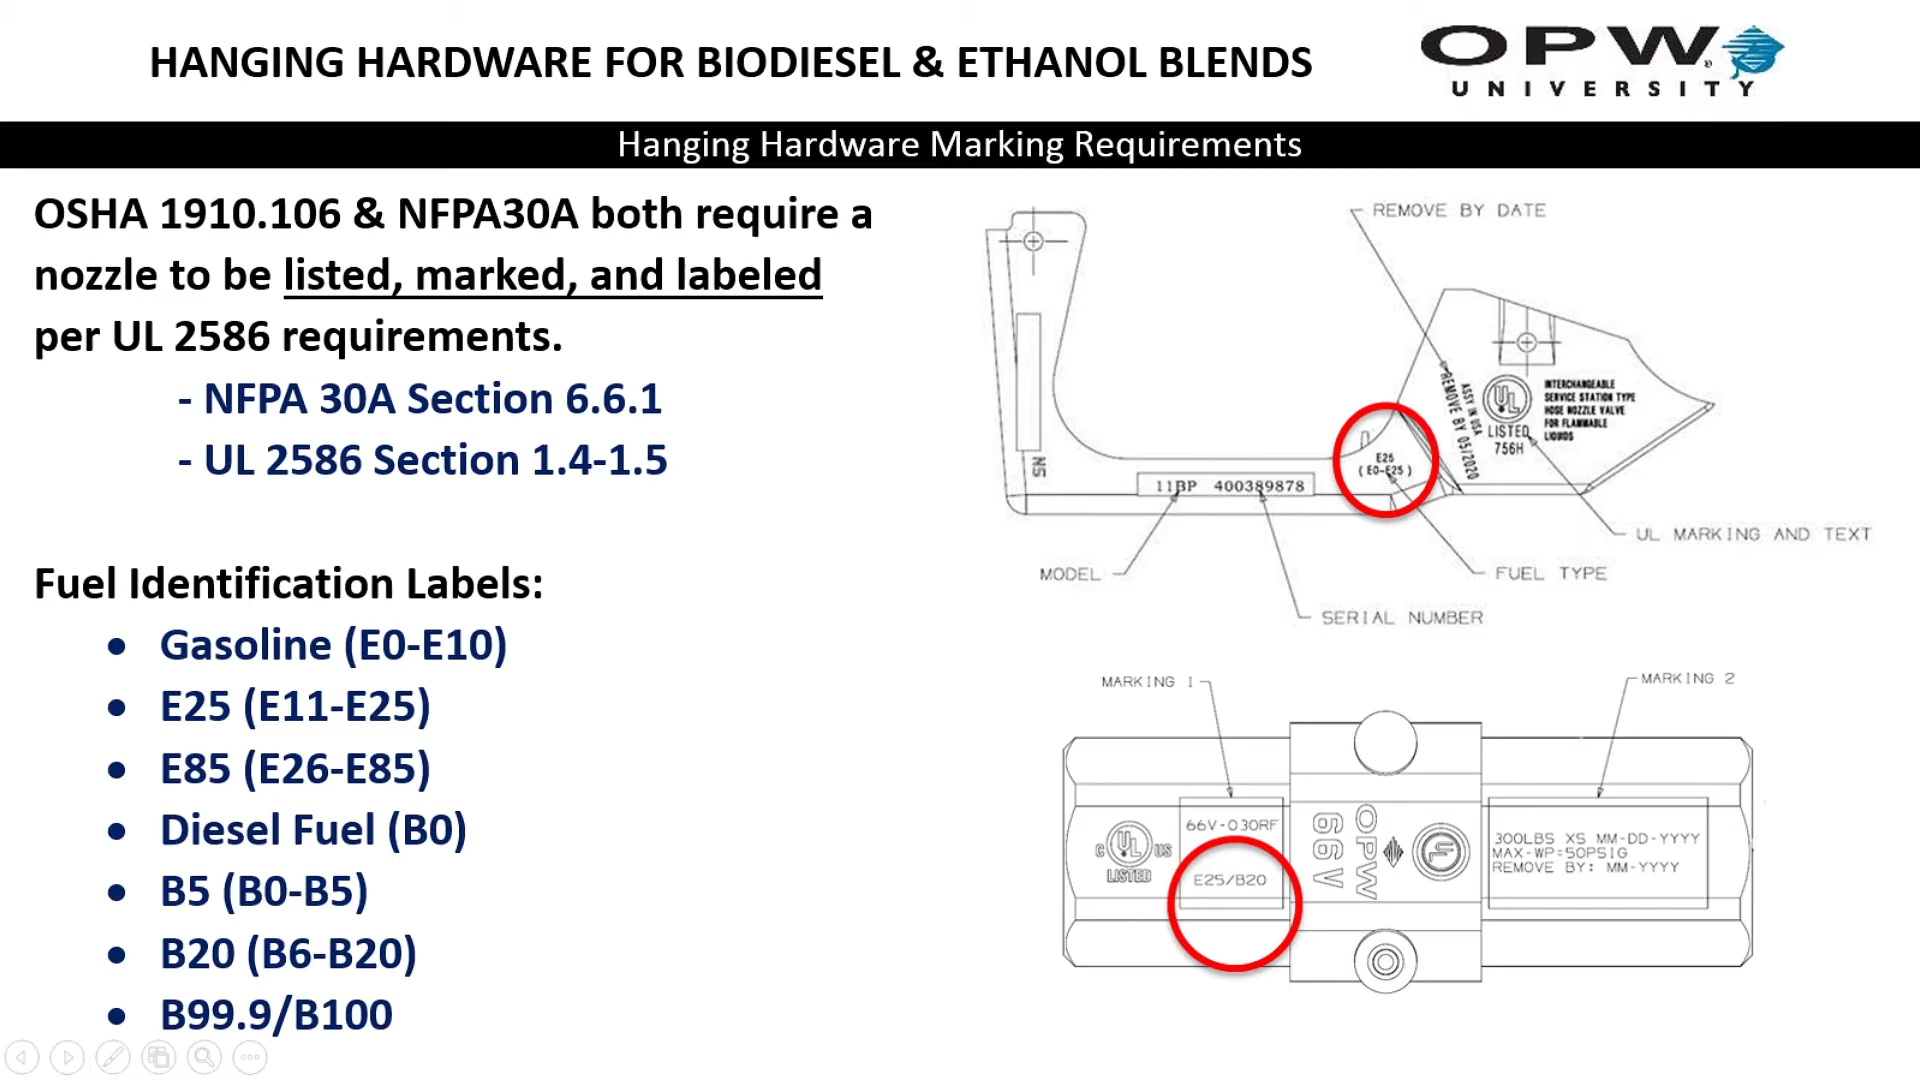 HANGING HARDWARE FOR BIODIESEL & ETHANOL BLENDS
OPW
UNIVERSITY
Hanging Hardware Marking Requirements
OSHA 1910.106 & NFPA30A both require a
nozzle to be listed, marked, and labeled
per UL 2586 requirements.
- NFPA 30A Section 6.6.1
- UL 2586 Section 1.4-1.5
Fuel Identification Labels:
• Gasoline (E0-E10)
• E25 (E11-E25)
• E85 (E26-E85)
• Diesel Fuel (B0)
• B5 (B0-B5)
• B20 (B6-B20)
• B99.9/B100
REMOVE BY DATE
ASSY IN USA
REMOVE BY 05/2020
UL
LISTED
756H
INTERCHANGEABLE
SERVICE STATION TYPE
HOSE NOZZLE VALVE
FOR FLAMMABLE
LIQUIDS
E25
(E0-E25)
NS
11BP 400389878
UL MARKING AND TEXT
MODEL
FUEL TYPE
SERIAL NUMBER
MARKING 1
MARKING 2
C UL US
LISTED
66V-030RF
E25/B20
OPW
66V
UL
300LBS XS MM-DD-YYYY
MAX-WP=50PSIG
REMOVE BY: MM-YYYY